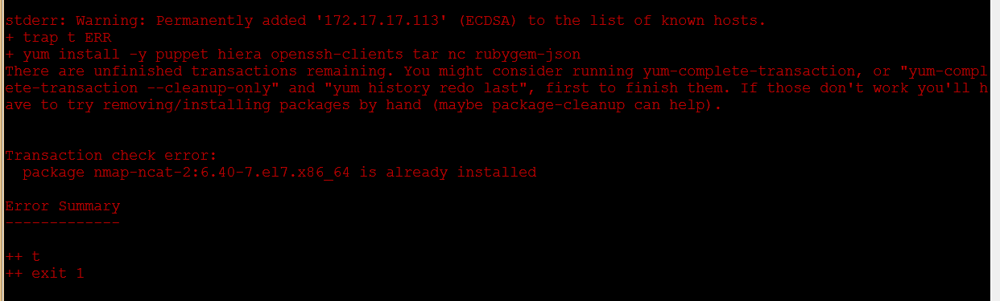 stderr: Warning: Permanently added '172.17.17.113' (ECDSA) to the list of known hosts.
+ trap t ERR
+ yum install -y puppet hiera openssh-clients tar nc rubygem-json
There are unfinished transactions remaining. You might consider running yum-complete-transaction, or "yum-compl
ete-transaction --cleanup-only" and "yum history redo last", first to finish them. If those don't work you'll h
ave to try removing/installing packages by hand (maybe package-cleanup can help).
Transaction check error:
  package nmap-ncat-2:6.40-7.el7.x86_64 is already installed
Error Summary
-------------
++ t
++ exit 1